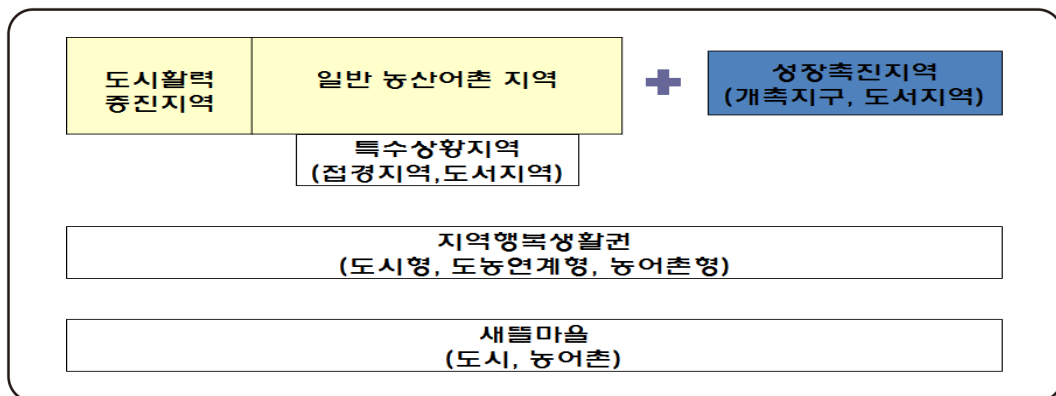 도시활력
증진지역
일반 농산어촌 지역
성장촉진지역
(개촉지구, 도서지역)
특수상황지역
(접경지역,도서지역)
지역행복생활권
(도시형, 도농연계형, 농어촌형)
새뜰마을
(도시, 농어촌)